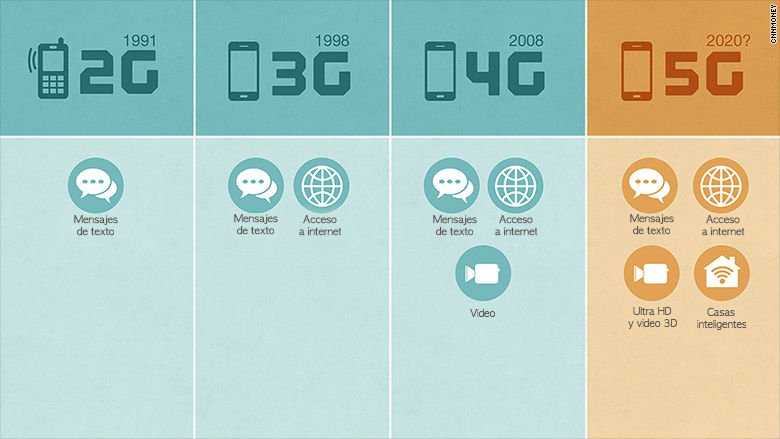 1991
2G
1998
3G
2008
4G
2020?
5G
CNNMONEY
Mensajes
de texto
Mensajes
de texto
Acceso
a internet
Mensajes
de texto
Acceso
a internet
Video
Mensajes
de texto
Acceso
a internet
Ultra HD
y video 3D
Casas
inteligentes